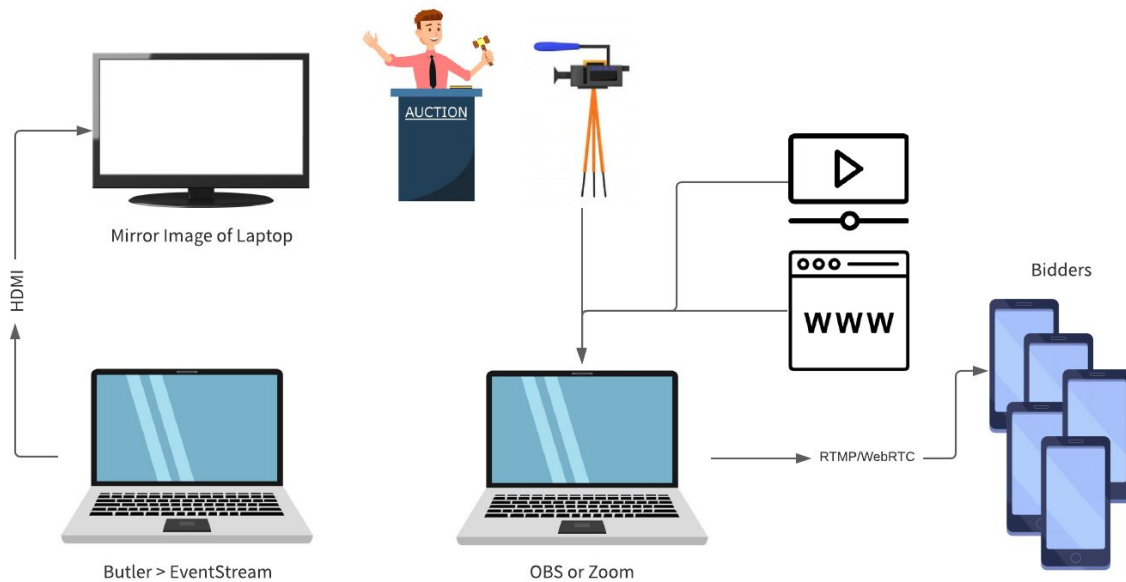 AUCTION
Mirror Image of Laptop
HDMI
WWW
Bidders
RTMP/WebRTC
Butler > EventStream
OBS or Zoom